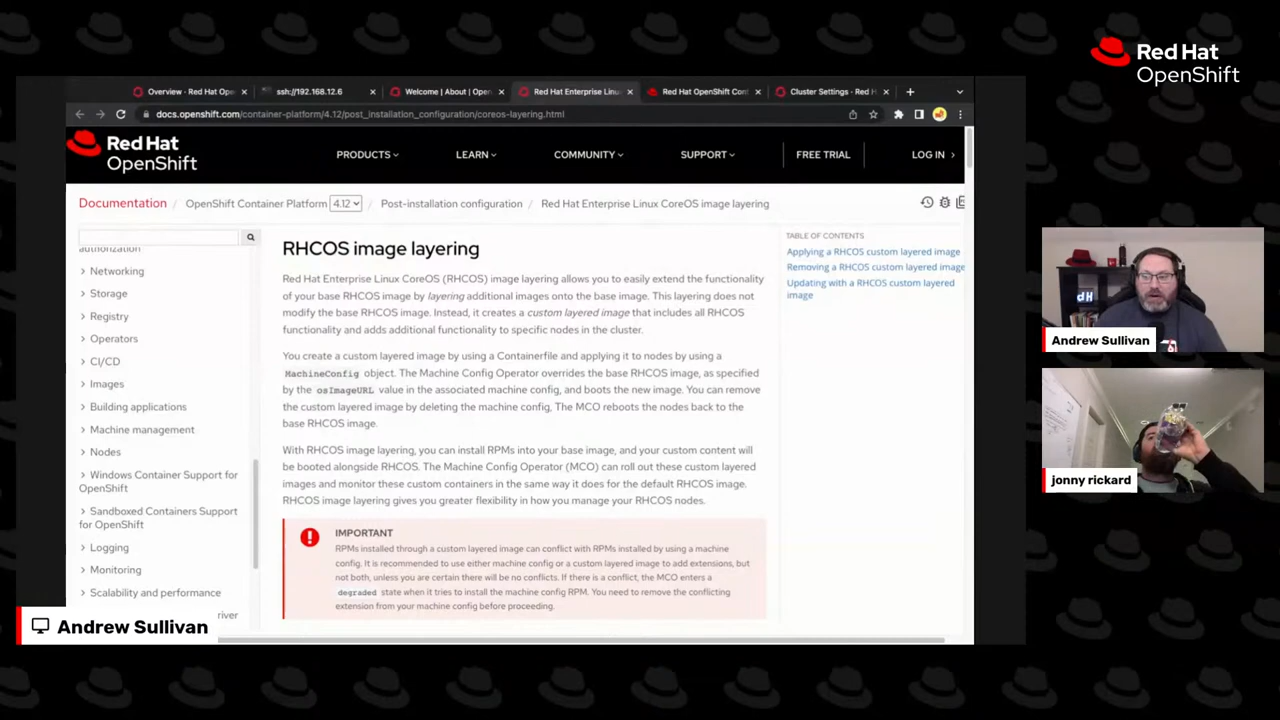 Red Hat
OpenShift
Overview · Red Hat Ope
ssh://192.168.12.6
Welcome | About | Open
Red Hat Enterprise Linu
Red Hat OpenShift Cont
Cluster Settings · Red H
docs.openshift.com/container-platform/4.12/post_installation_configuration/coreos-layering.html
Red Hat
OpenShift
PRODUCTS
LEARN
COMMUNITY
SUPPORT
FREE TRIAL
LOG IN
Documentation / OpenShift Container Platform 4.12 / Post-installation configuration / Red Hat Enterprise Linux CoreOS image layering
authorization
Networking
Storage
Registry
Operators
CI/CD
Images
Building applications
Machine management
Nodes
Windows Container Support for
OpenShift
Sandboxed Containers Support
for OpenShift
Logging
Monitoring
Scalability and performance
river
RHCOS image layering
Red Hat Enterprise Linux CoreOS (RHCOS) image layering allows you to easily extend the functionality
of your base RHCOS image by layering additional images onto the base image. This layering does not
modify the base RHCOS image. Instead, it creates a custom layered image that includes all RHCOS
functionality and adds additional functionality to specific nodes in the cluster.
You create a custom layered image by using a Containerfile and applying it to nodes by using a
MachineConfig object. The Machine Config Operator overrides the base RHCOS image, as specified
by the osImageURL value in the associated machine config, and boots the new image. You can remove
the custom layered image by deleting the machine config, The MCO reboots the nodes back to the
base RHCOS image.
With RHCOS image layering, you can install RPMs into your base image, and your custom content will
be booted alongside RHCOS. The Machine Config Operator (MCO) can roll out these custom layered
images and monitor these custom containers in the same way it does for the default RHCOS image.
RHCOS image layering gives you greater flexibility in how you manage your RHCOS nodes.
IMPORTANT
RPMs installed through a custom layered image can conflict with RPMs installed by using a machine
config. It is recommended to use either machine config or a custom layered image to add extensions, but
not both, unless you are certain there will be no conflicts. If there is a conflict, the MCO enters a
degraded state when it tries to install the machine config RPM. You need to remove the conflicting
extension from your machine config before proceeding.
TABLE OF CONTENTS
Applying a RHCOS custom layered image
Removing a RHCOS custom layered image
Updating with a RHCOS custom layered
image
dH
Andrew Sullivan
jonny rickard
Andrew Sullivan